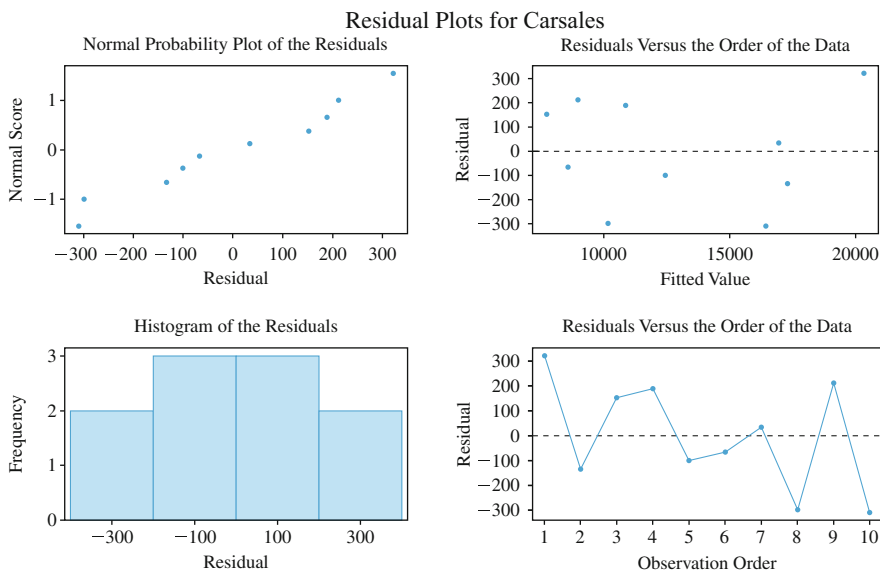 Residual Plots for Carsales
Normal Probability Plot of the Residuals
Normal Score
1
0
−1
−300 −200 −100 0 100 200 300
Residual
Residuals Versus the Order of the Data
Residual
300
200
100
0
−100
−200
−300
10000 15000 20000
Fitted Value
Histogram of the Residuals
Frequency
3
2
1
0
−300 −100 100 300
Residual
Residuals Versus the Order of the Data
Residual
300
200
100
0
−100
−200
−300
1 2 3 4 5 6 7 8 9 10
Observation Order